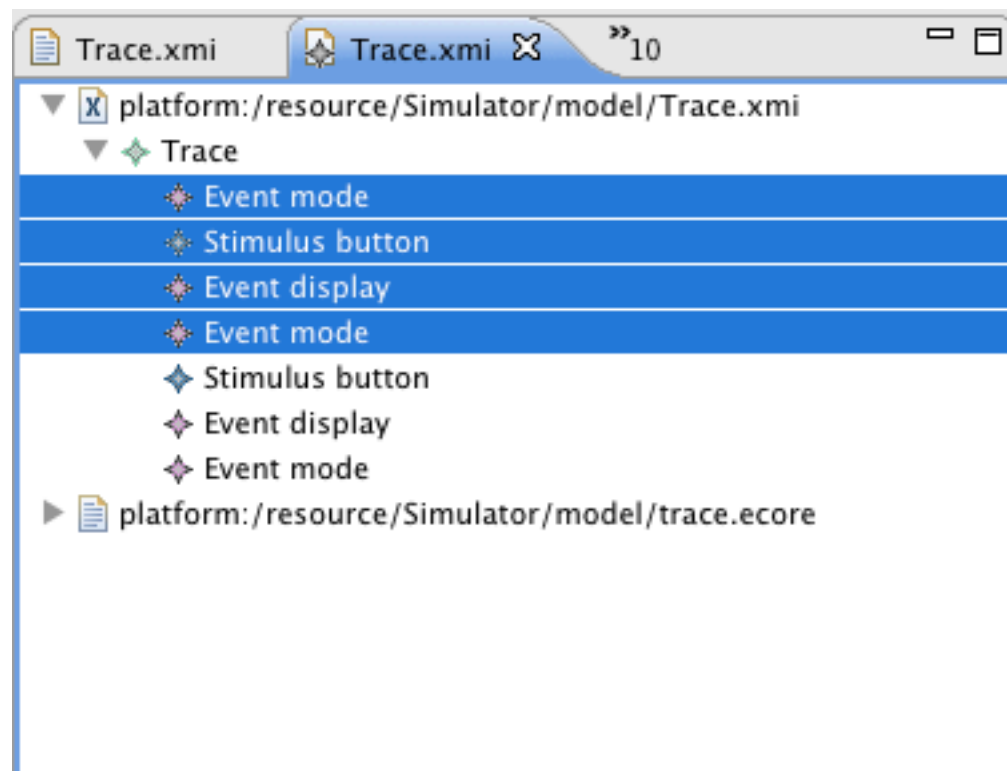 Trace.xmi Trace.xmi »10
platform:/resource/Simulator/model/Trace.xmi
Trace
Event mode
Stimulus button
Event display
Event mode
Stimulus button
Event display
Event mode
platform:/resource/Simulator/model/trace.ecore